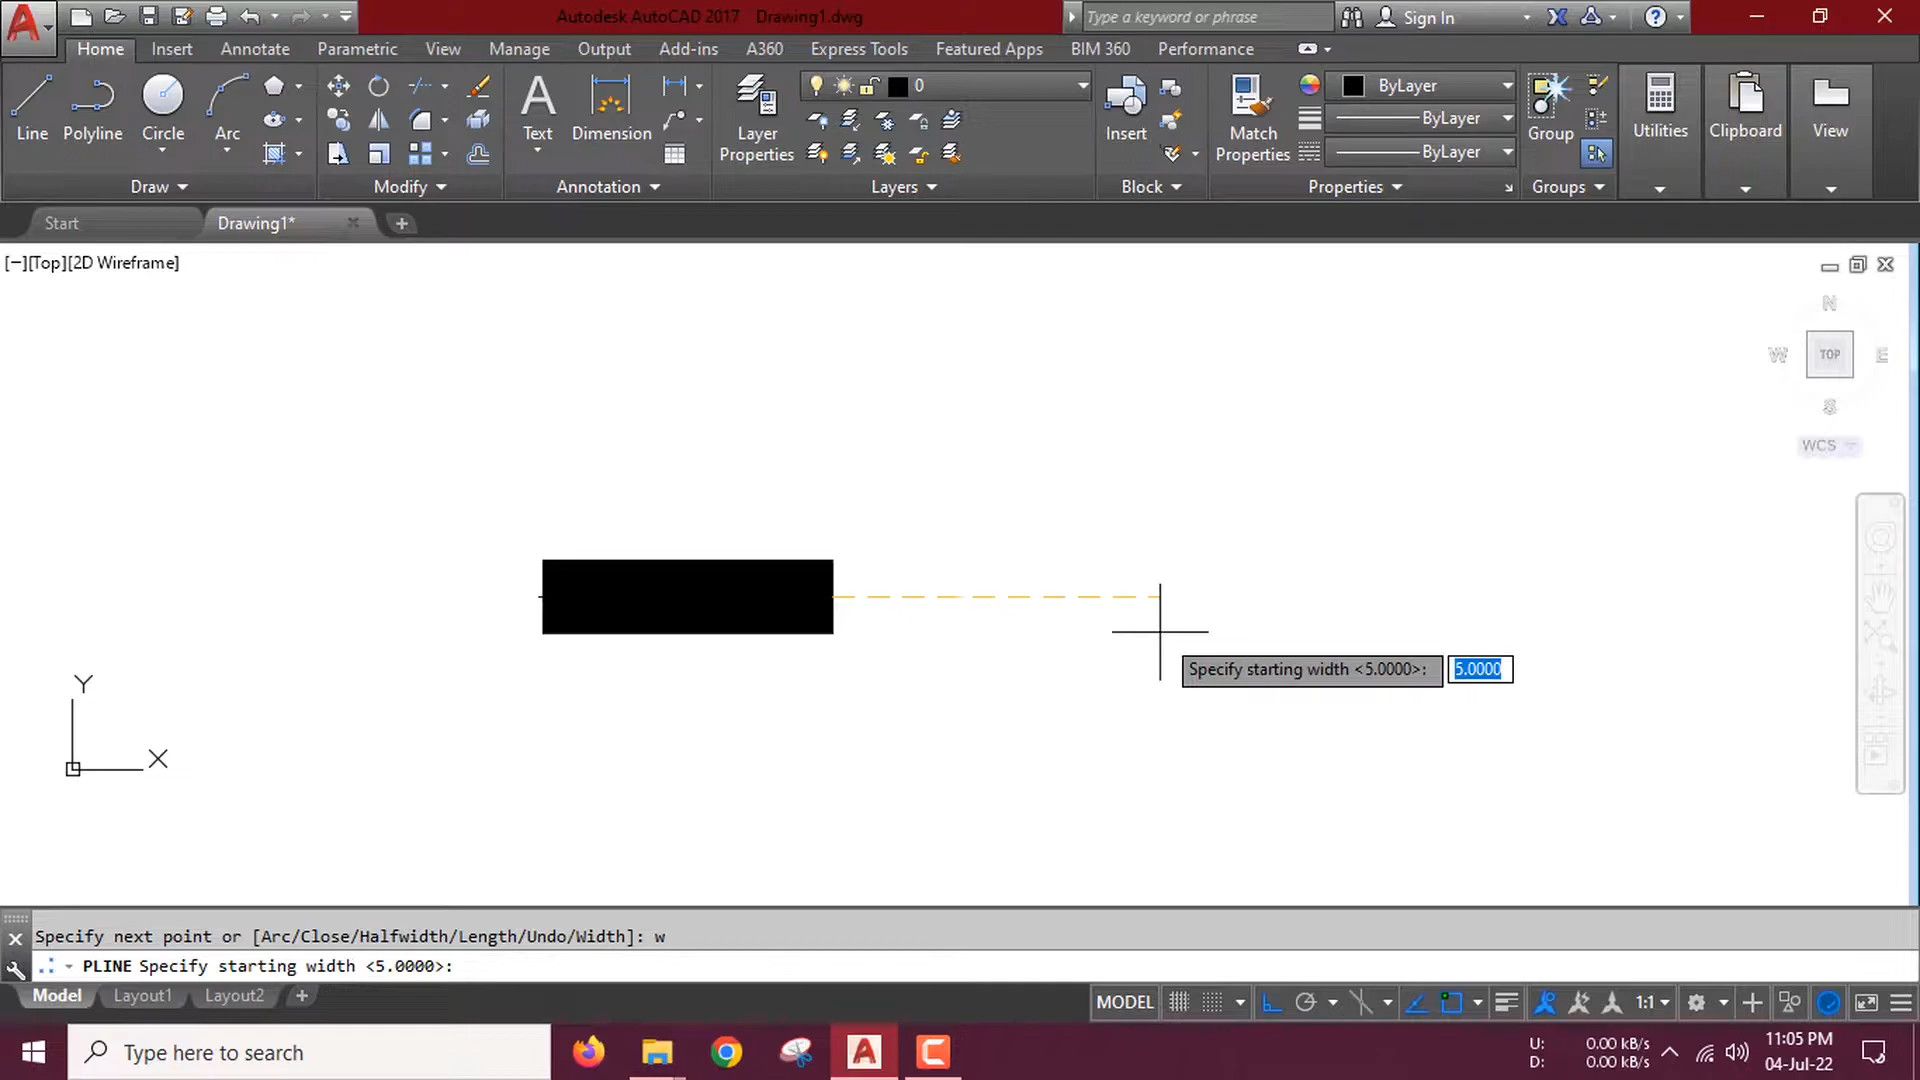 Autodesk AutoCAD 2017 Drawing1.dwg
Type a keyword or phrase
Sign In
Home Insert Annotate Parametric View Manage Output Add-ins A360 Express Tools Featured Apps BIM 360 Performance
0
ByLayer
ByLayer
ByLayer
Line Polyline Circle Arc
Text Dimension
Layer Properties
Insert
Match Properties
Group
Utilities
Clipboard
View
Draw Modify Annotation Layers Block Properties Groups
Start Drawing1*
[−][Top][2D Wireframe]
N
W TOP E
S
WCS
Specify starting width <5.0000>: 5.0000
Y
X
Specify next point or [Arc/Close/Halfwidth/Length/Undo/Width]: w
PLINE Specify starting width <5.0000>:
Model Layout1 Layout2 +
MODEL 1:1
Type here to search
U: 0.00 kB/s
D: 0.00 kB/s
11:05 PM
04-Jul-22